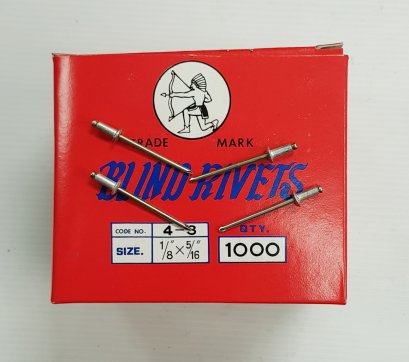 TRADE MARK
BLIND RIVETS
CODE NO. 4-3 QTY.
SIZE. 1/8" × 5/16" 1000